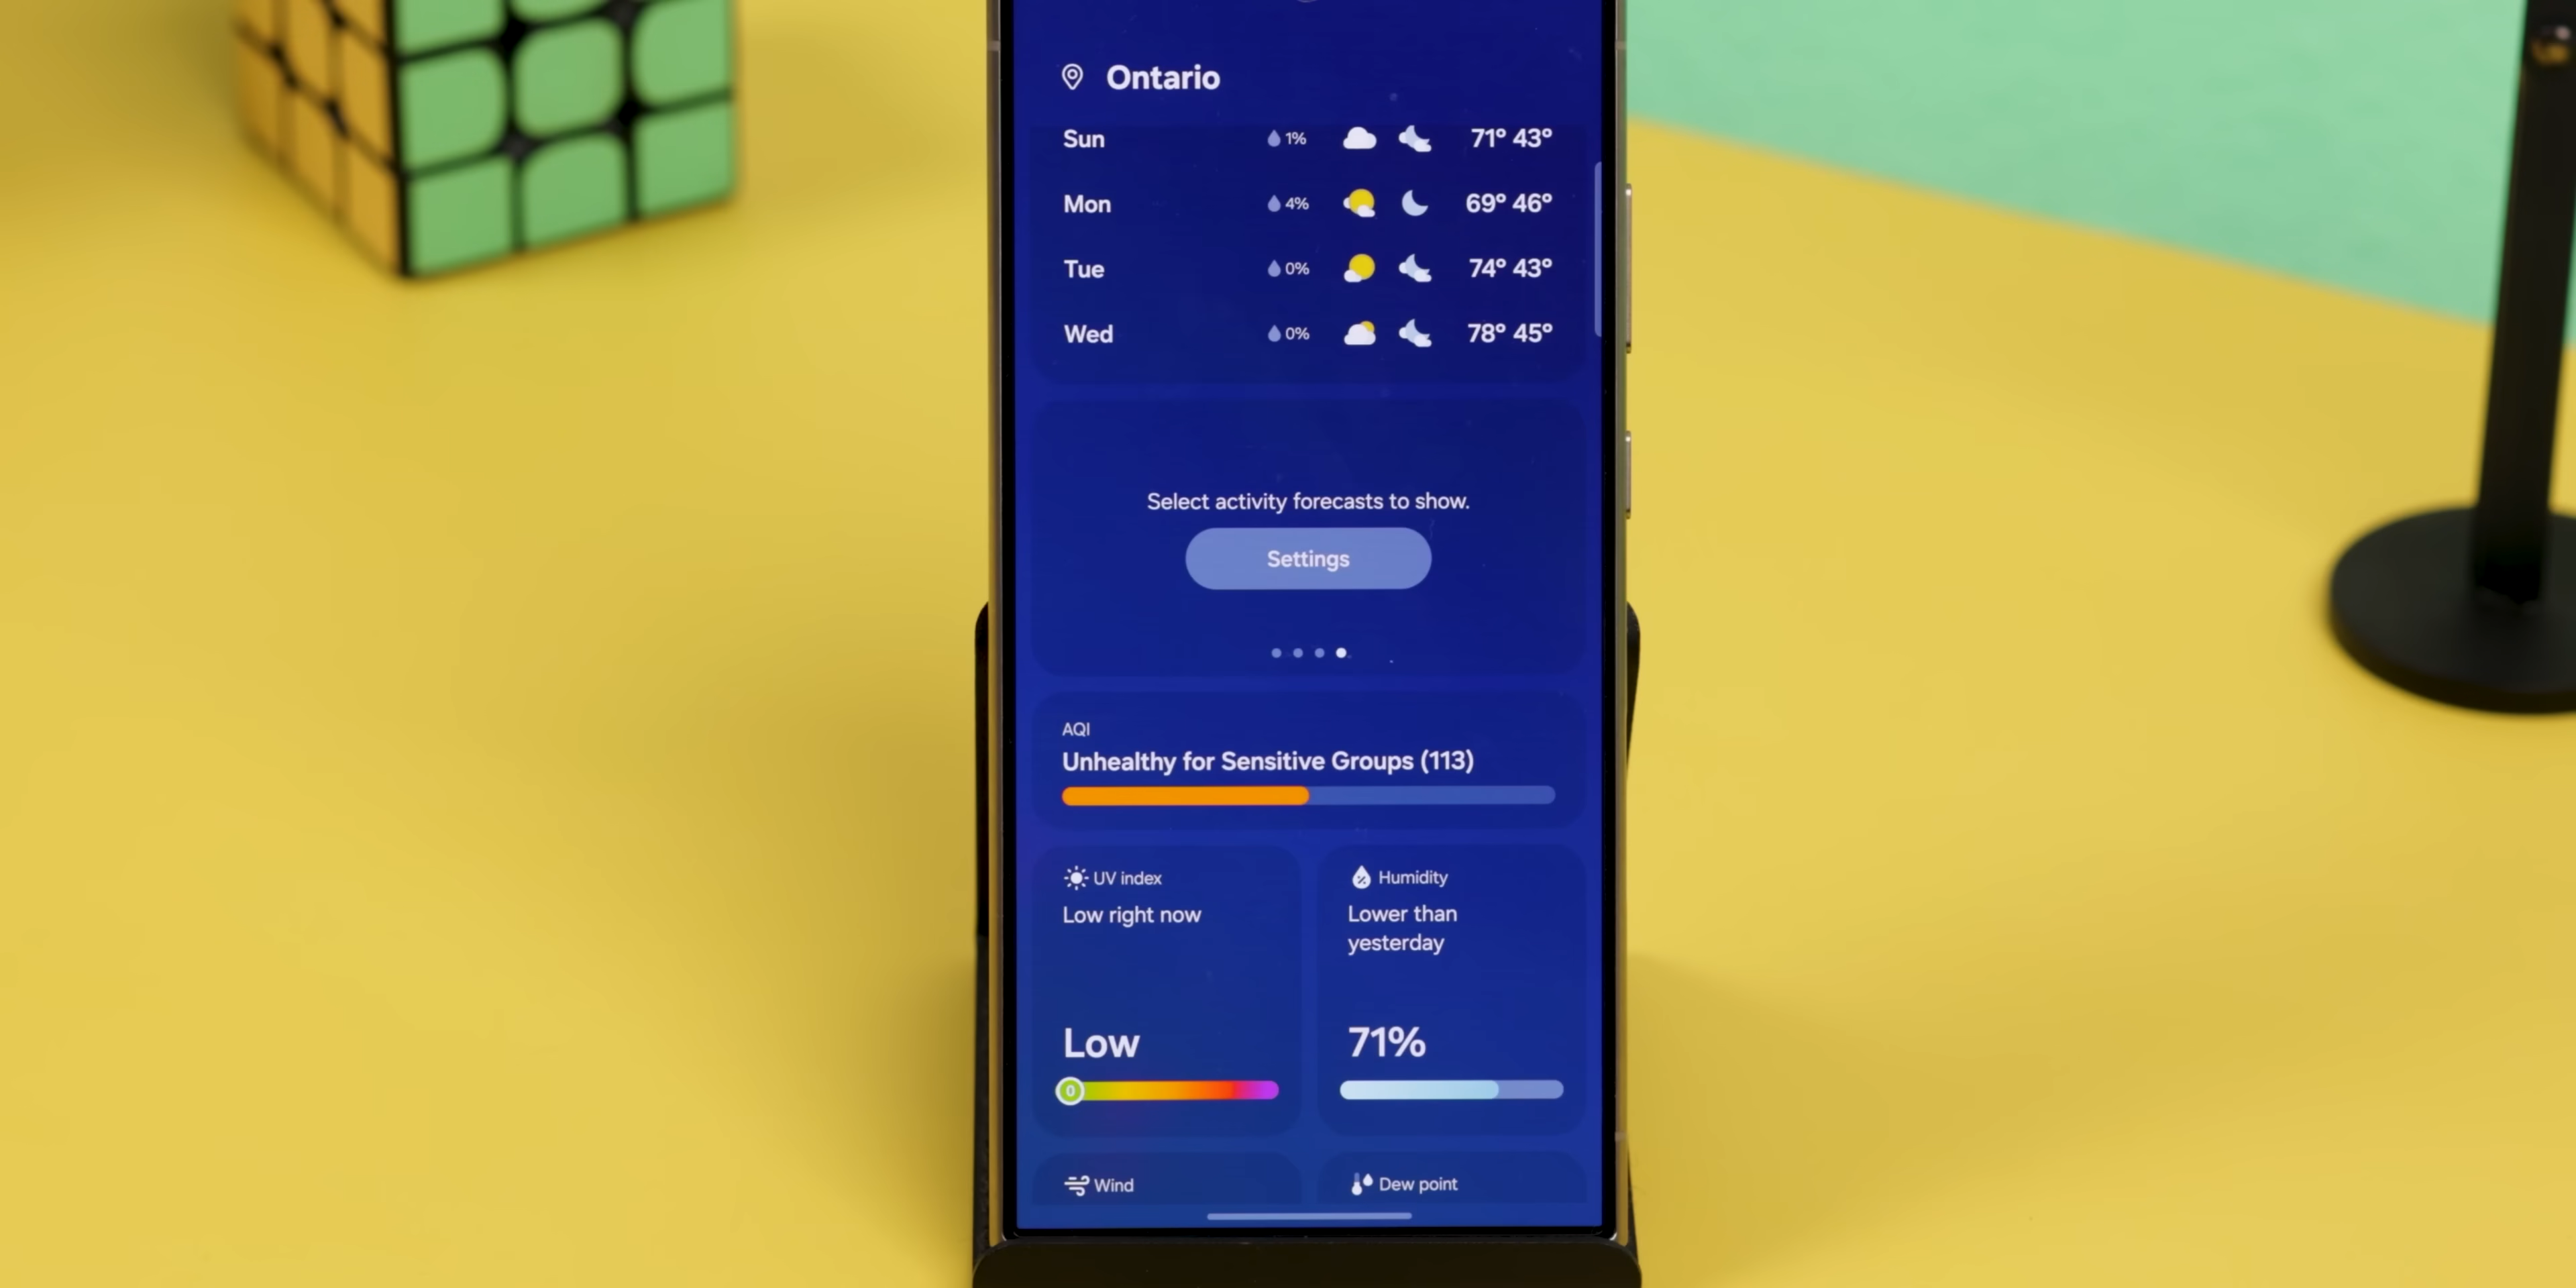 Ontario
Sun 1% 71° 43°
Mon 4% 69° 46°
Tue 0% 74° 43°
Wed 0% 78° 45°
Select activity forecasts to show.
Settings
AQI
Unhealthy for Sensitive Groups (113)
UV index
Low right now
Low
0
Humidity
Lower than
yesterday
71%
Wind
Dew point